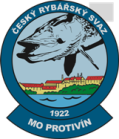 ČESKÝ RYBÁŘSKÝ SVAZ
1922
MO PROTIVÍN